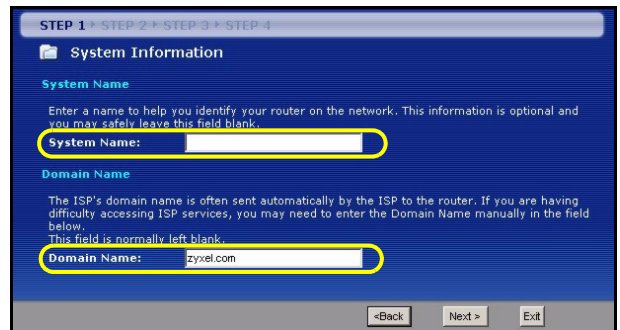 STEP 1 ▸ STEP 2 ▸ STEP 3 ▸ STEP 4
System Information
System Name
Enter a name to help you identify your router on the network. This information is optional and
you may safely leave this field blank.
System Name:
Domain Name
The ISP's domain name is often sent automatically by the ISP to the router. If you are having
difficulty accessing ISP services, you may need to enter the Domain Name manually in the field
below.
This field is normally left blank.
Domain Name: zyxel.com
<Back Next > Exit